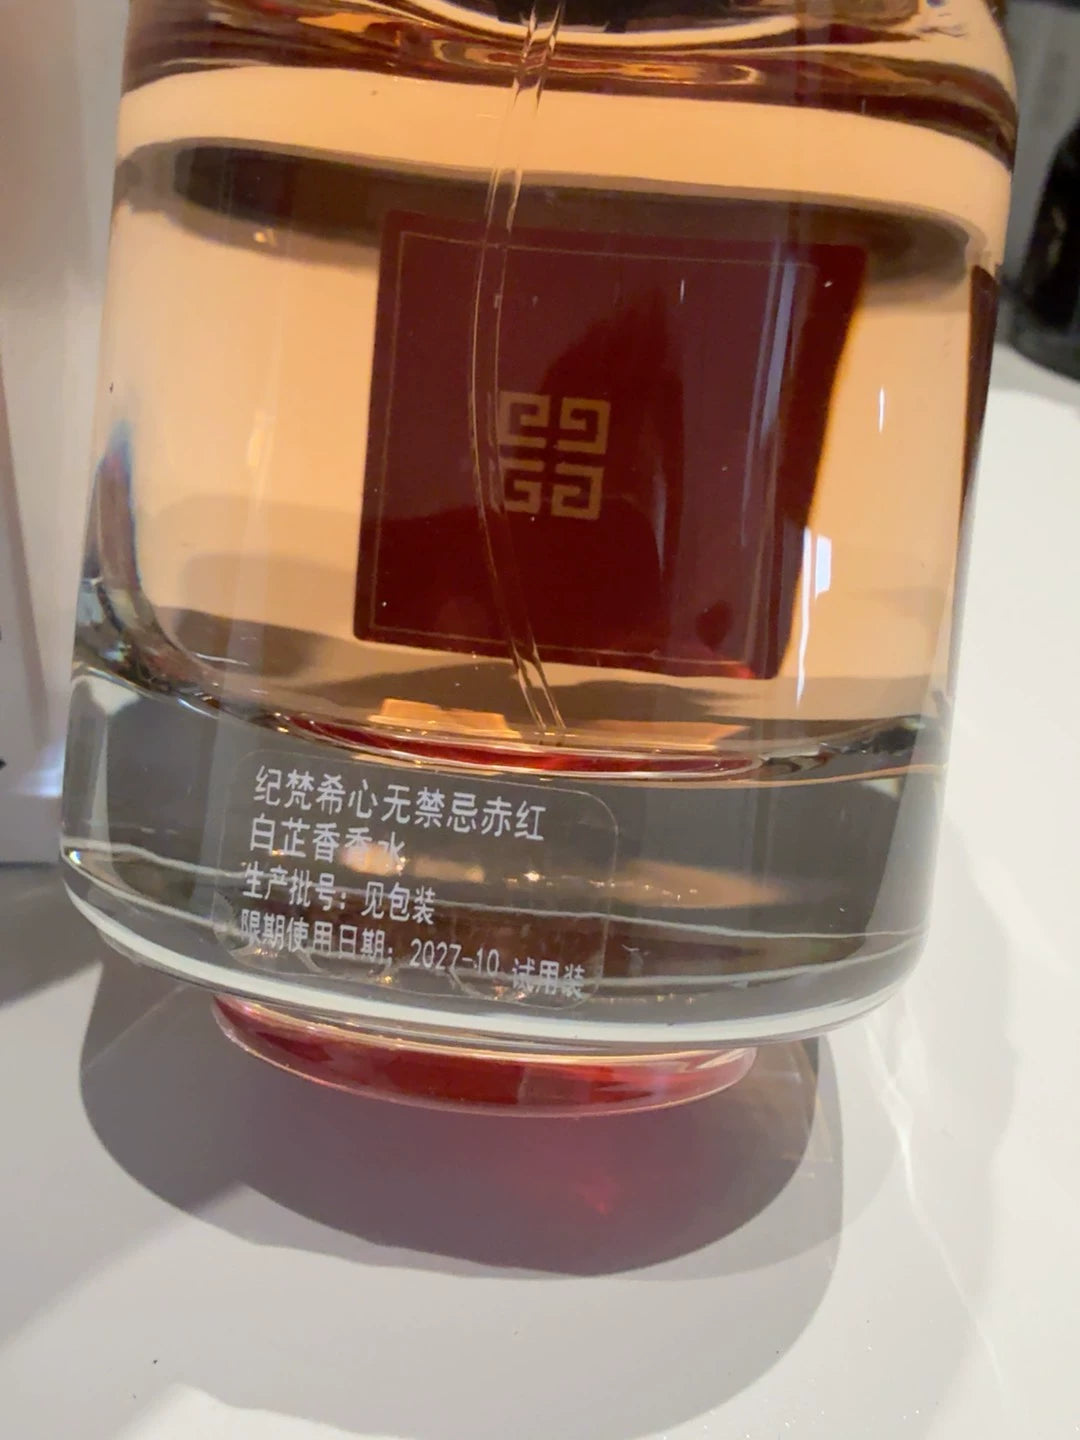 纪梵希心无禁忌赤红
白芷香香水
生产批号：见包装
限期使用日期：2027-10 试用装